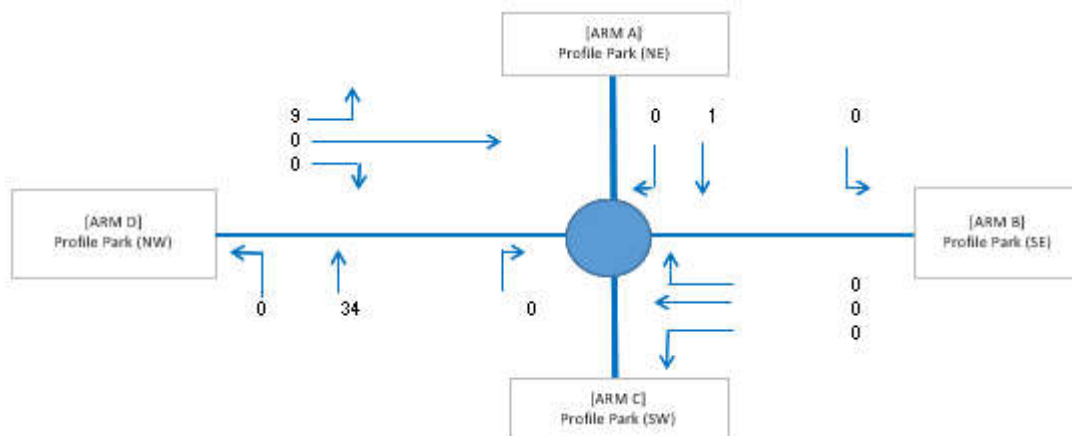 [ARM A]
Profile Park (NE)
9
0
0
0 1 0
[ARM D]
Profile Park (NW)
[ARM B]
Profile Park (SE)
0 34 0
0
0
0
[ARM C]
Profile Park (SW)